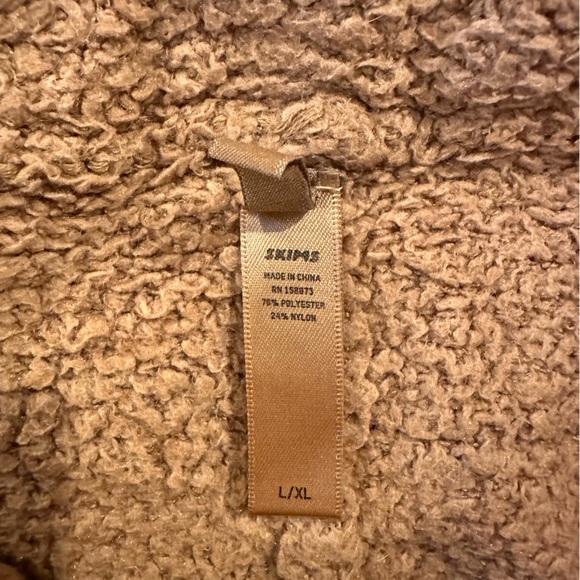 SKIMS
MADE IN CHINA
RN 158873
76% POLYESTER
24% NYLON
L/XL